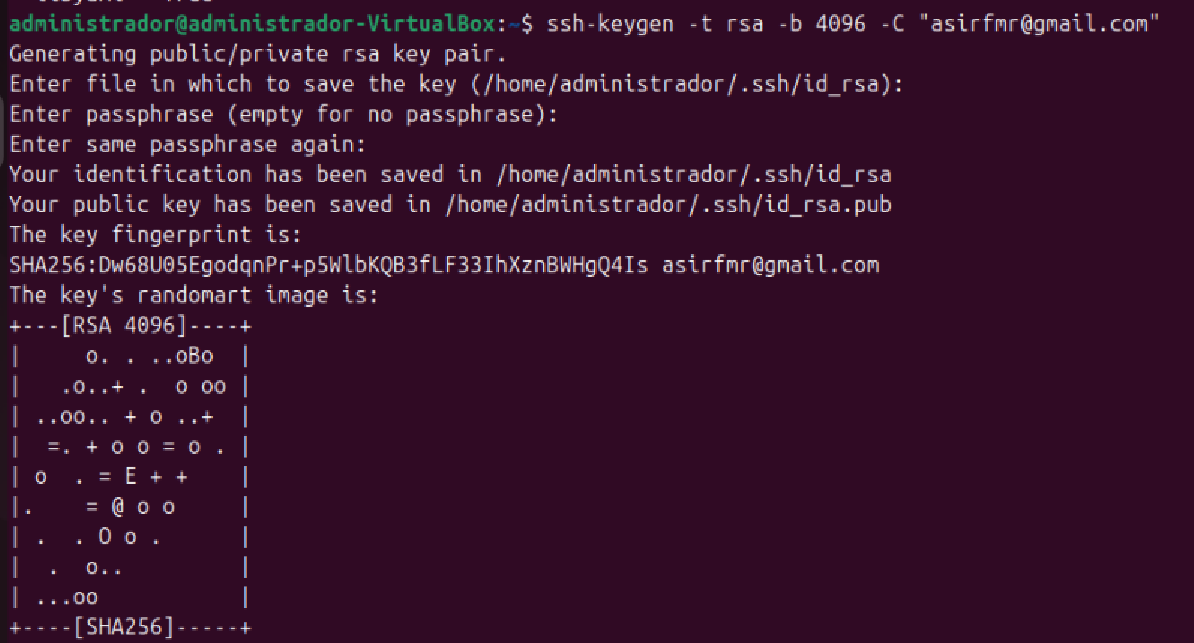 administrador@administrador-VirtualBox:~$ ssh-keygen -t rsa -b 4096 -C "asirfmr@gmail.com"
Generating public/private rsa key pair.
Enter file in which to save the key (/home/administrador/.ssh/id_rsa):
Enter passphrase (empty for no passphrase):
Enter same passphrase again:
Your identification has been saved in /home/administrador/.ssh/id_rsa
Your public key has been saved in /home/administrador/.ssh/id_rsa.pub
The key fingerprint is:
SHA256:Dw68U05EgodqnPr+p5WlbKQB3fLF33IhXznBWHgQ4Is asirfmr@gmail.com
The key's randomart image is:
+---[RSA 4096]----+
|     o. . ..oBo  |
|   .o..+ .  o oo |
| ..oo.. + o ..+  |
|  =. + o o = o . |
| o  . = E + +    |
|.    = @ o o     |
| .  . O o .      |
|  .  o..         |
| ...oo           |
+----[SHA256]-----+